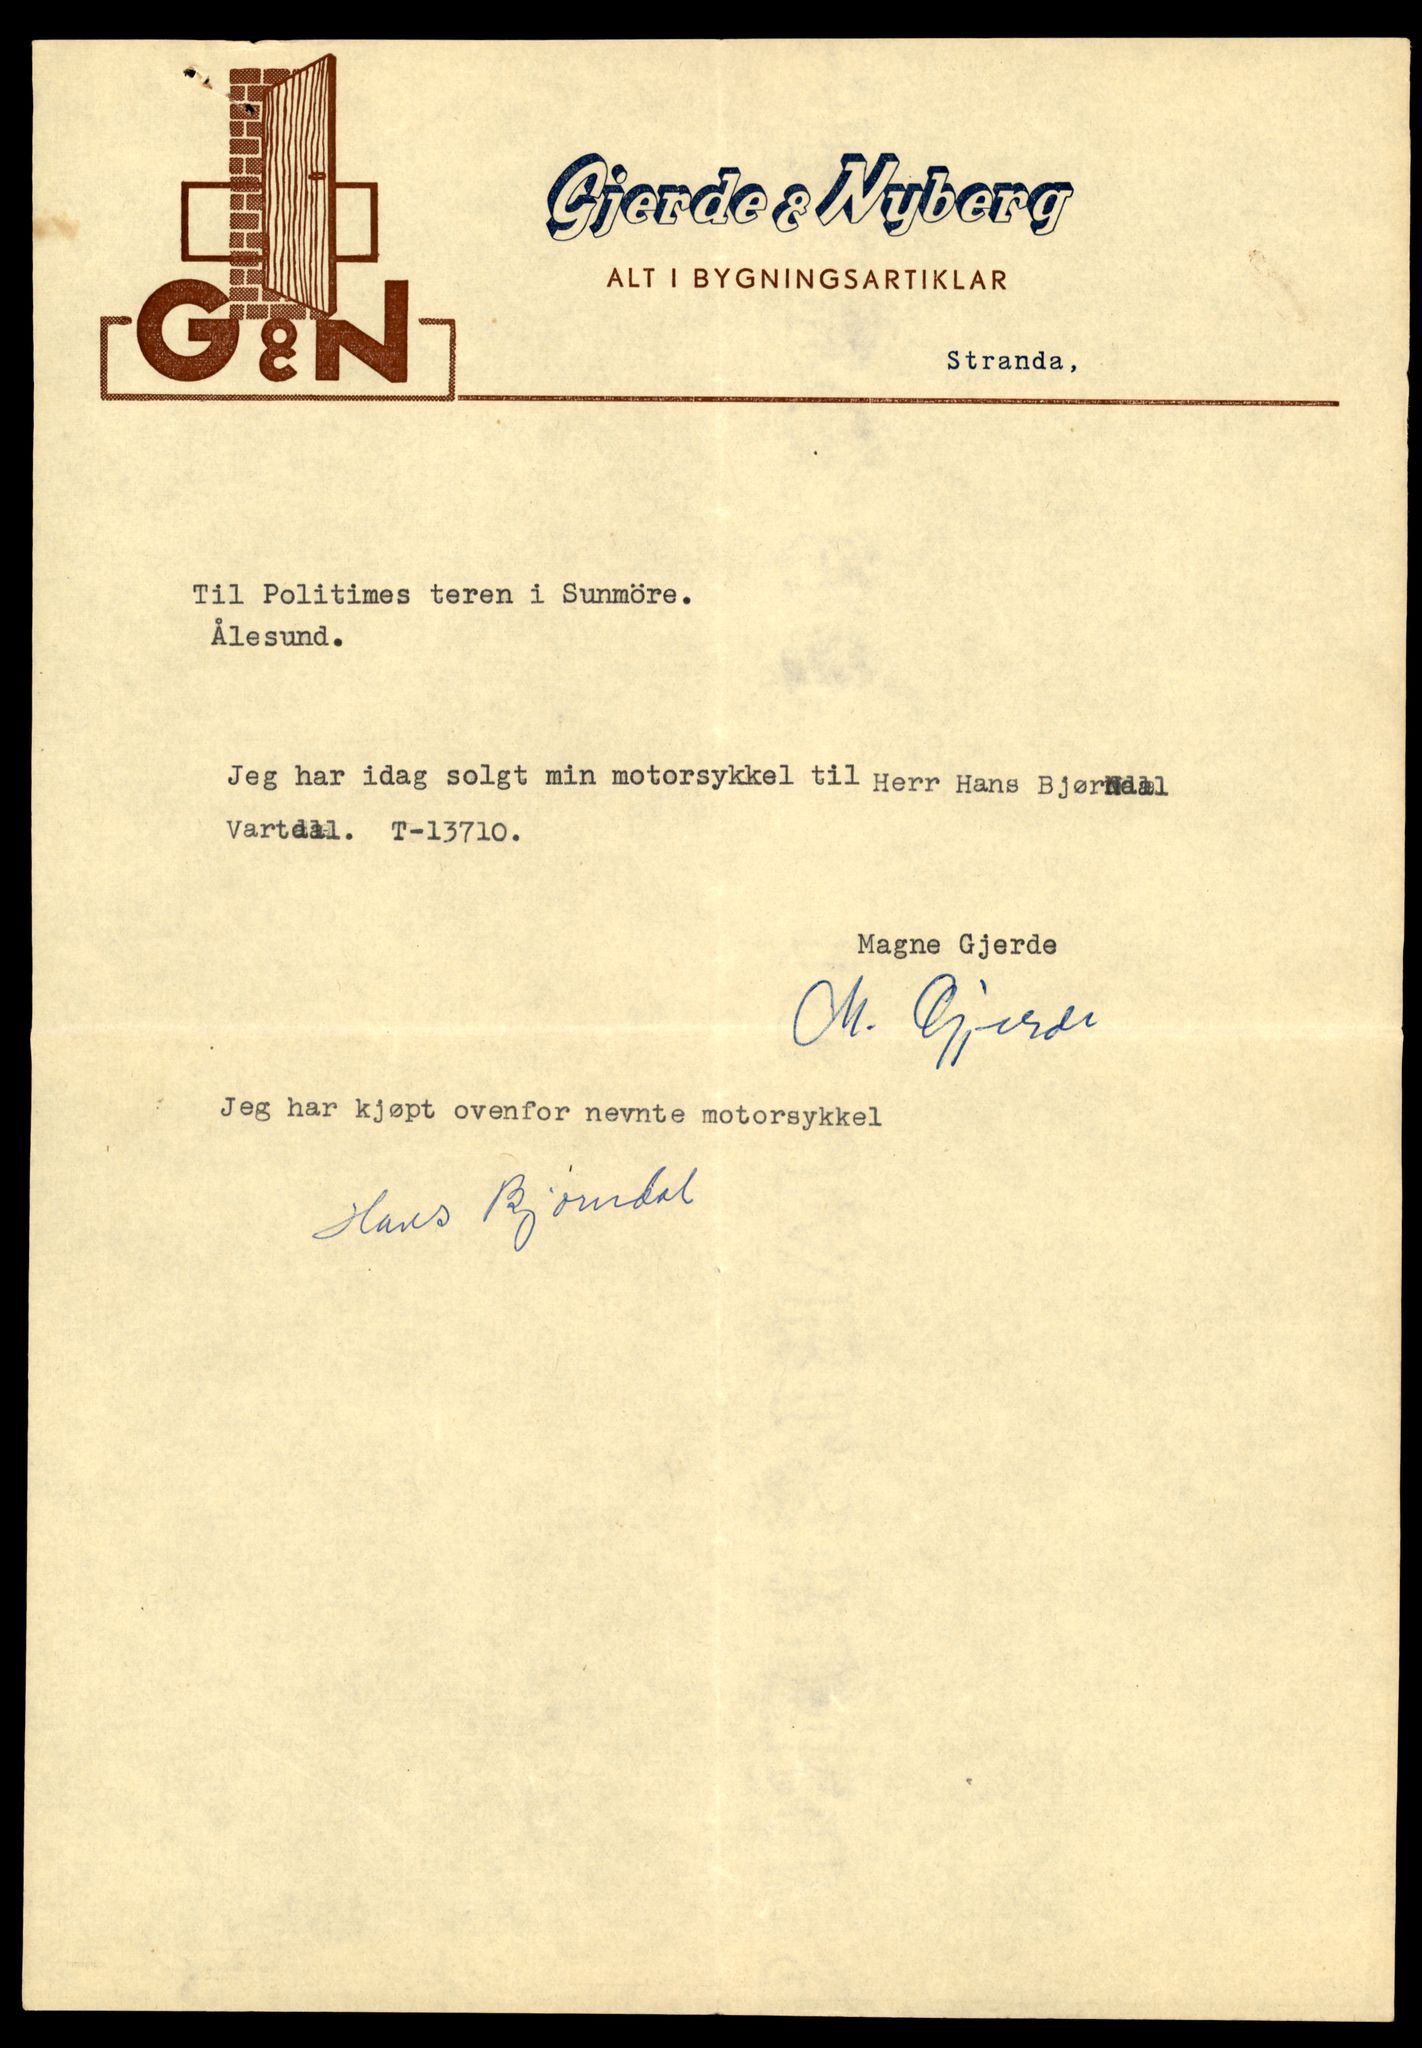 G&N
Gjerde & Nyberg
ALT I BYGNINGSARTIKLAR
Stranda,
Til Politimes teren i Sunmöre.
Ålesund.
Jeg har idag solgt min motorsykkel til Herr Hans BjørNdal
Vartdal. T-13710.
Magne Gjerde
M. Gjerde
Jeg har kjøpt ovenfor nevnte motorsykkel
Hans Bjørndal